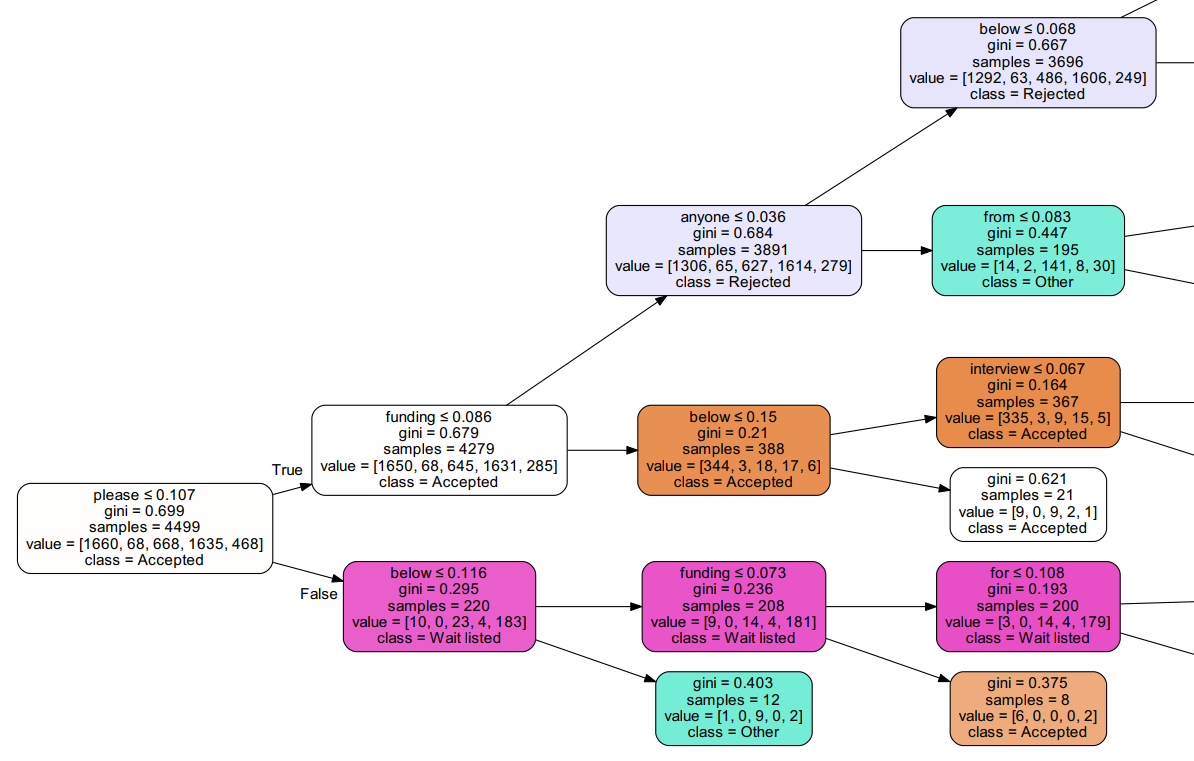 below ≤ 0.068
gini = 0.667
samples = 3696
value = [1292, 63, 486, 1606, 249]
class = Rejected
anyone ≤ 0.036
gini = 0.684
samples = 3891
value = [1306, 65, 627, 1614, 279]
class = Rejected
from ≤ 0.083
gini = 0.447
samples = 195
value = [14, 2, 141, 8, 30]
class = Other
interview ≤ 0.067
gini = 0.164
samples = 367
value = [335, 3, 9, 15, 5]
class = Accepted
funding ≤ 0.086
gini = 0.679
samples = 4279
value = [1650, 68, 645, 1631, 285]
class = Accepted
below ≤ 0.15
gini = 0.21
samples = 388
value = [344, 3, 18, 17, 6]
class = Accepted
gini = 0.621
samples = 21
value = [9, 0, 9, 2, 1]
class = Accepted
True
please ≤ 0.107
gini = 0.699
samples = 4499
value = [1660, 68, 668, 1635, 468]
class = Accepted
False
below ≤ 0.116
gini = 0.295
samples = 220
value = [10, 0, 23, 4, 183]
class = Wait listed
funding ≤ 0.073
gini = 0.236
samples = 208
value = [9, 0, 14, 4, 181]
class = Wait listed
for ≤ 0.108
gini = 0.193
samples = 200
value = [3, 0, 14, 4, 179]
class = Wait listed
gini = 0.403
samples = 12
value = [1, 0, 9, 0, 2]
class = Other
gini = 0.375
samples = 8
value = [6, 0, 0, 0, 2]
class = Accepted